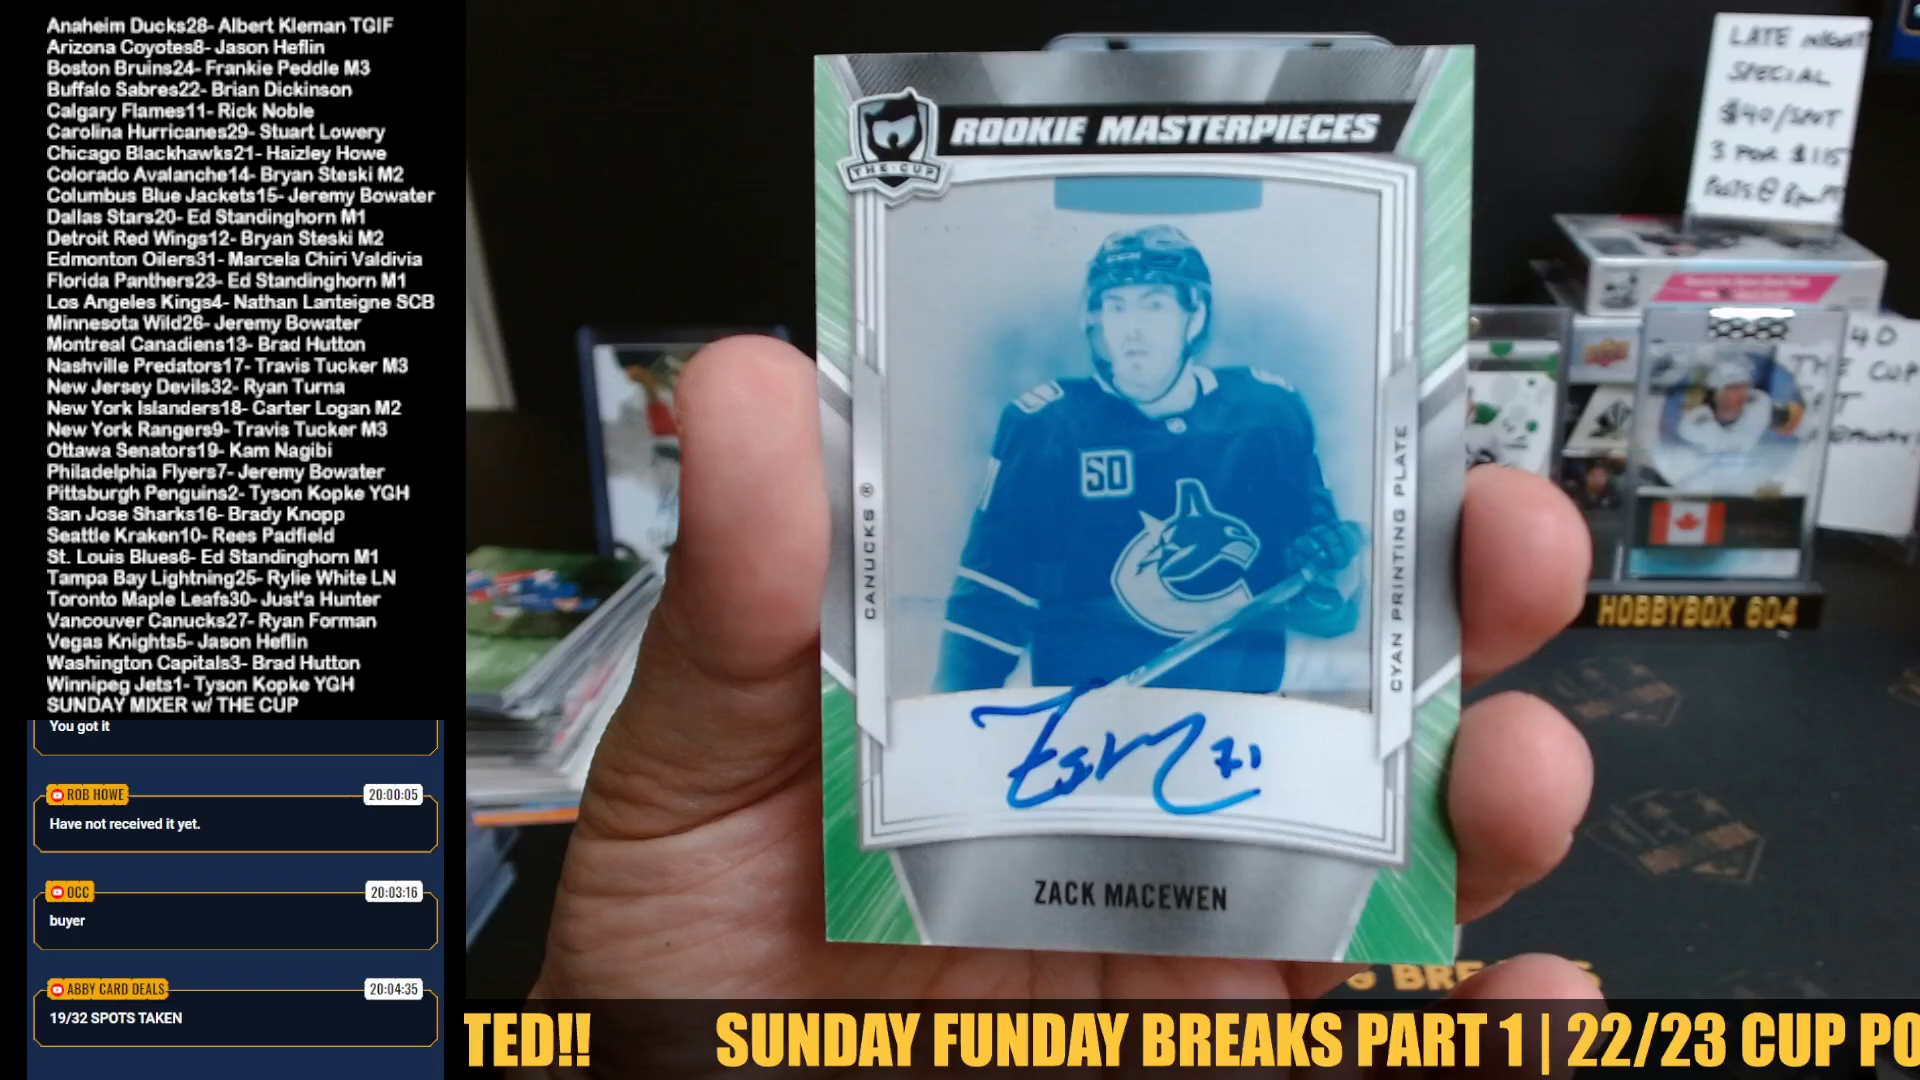 Anaheim Ducks28- Albert Kleman TGIF
Arizona Coyotes8- Jason Heflin
Boston Bruins24- Frankie Peddle M3
Buffalo Sabres22- Brian Dickinson
Calgary Flames11- Rick Noble
Carolina Hurricanes29- Stuart Lowery
Chicago Blackhawks21- Haizley Howe
Colorado Avalanche14- Bryan Steski M2
Columbus Blue Jackets15- Jeremy Bowater
Dallas Stars20- Ed Standinghorn M1
Detroit Red Wings12- Bryan Steski M2
Edmonton Oilers31- Marcela Chiri Valdivia
Florida Panthers23- Ed Standinghorn M1
Los Angeles Kings4- Nathan Lanteigne SCB
Minnesota Wild26- Jeremy Bowater
Montreal Canadiens13- Brad Hutton
Nashville Predators17- Travis Tucker M3
New Jersey Devils32- Ryan Turna
New York Islanders18- Carter Logan M2
New York Rangers9- Travis Tucker M3
Ottawa Senators19- Kam Nagibi
Philadelphia Flyers7- Jeremy Bowater
Pittsburgh Penguins2- Tyson Kopke YGH
San Jose Sharks16- Brady Knopp
Seattle Kraken10- Rees Padfield
St. Louis Blues6- Ed Standinghorn M1
Tampa Bay Lightning25- Rylie White LN
Toronto Maple Leafs30- Just'a Hunter
Vancouver Canucks27- Ryan Forman
Vegas Knights5- Jason Heflin
Washington Capitals3- Brad Hutton
Winnipeg Jets1- Tyson Kopke YGH
SUNDAY MIXER w/ THE CUP
You got it
ROB HOWE 20:00:05
Have not received it yet.
OCC 20:03:16
buyer
ABBY CARD DEALS 20:04:35
19/32 SPOTS TAKEN
THE CUP
ROOKIE MASTERPIECES
CANUCKS ®
CYAN PRINTING PLATE
50
71
ZACK MACEWEN
LATE NIGHT
SPECIAL
$40/SPOT
3 FOR $115
40
THE CUP
HOBBYBOX 604
TED!! SUNDAY FUNDAY BREAKS PART 1 | 22/23 CUP PO